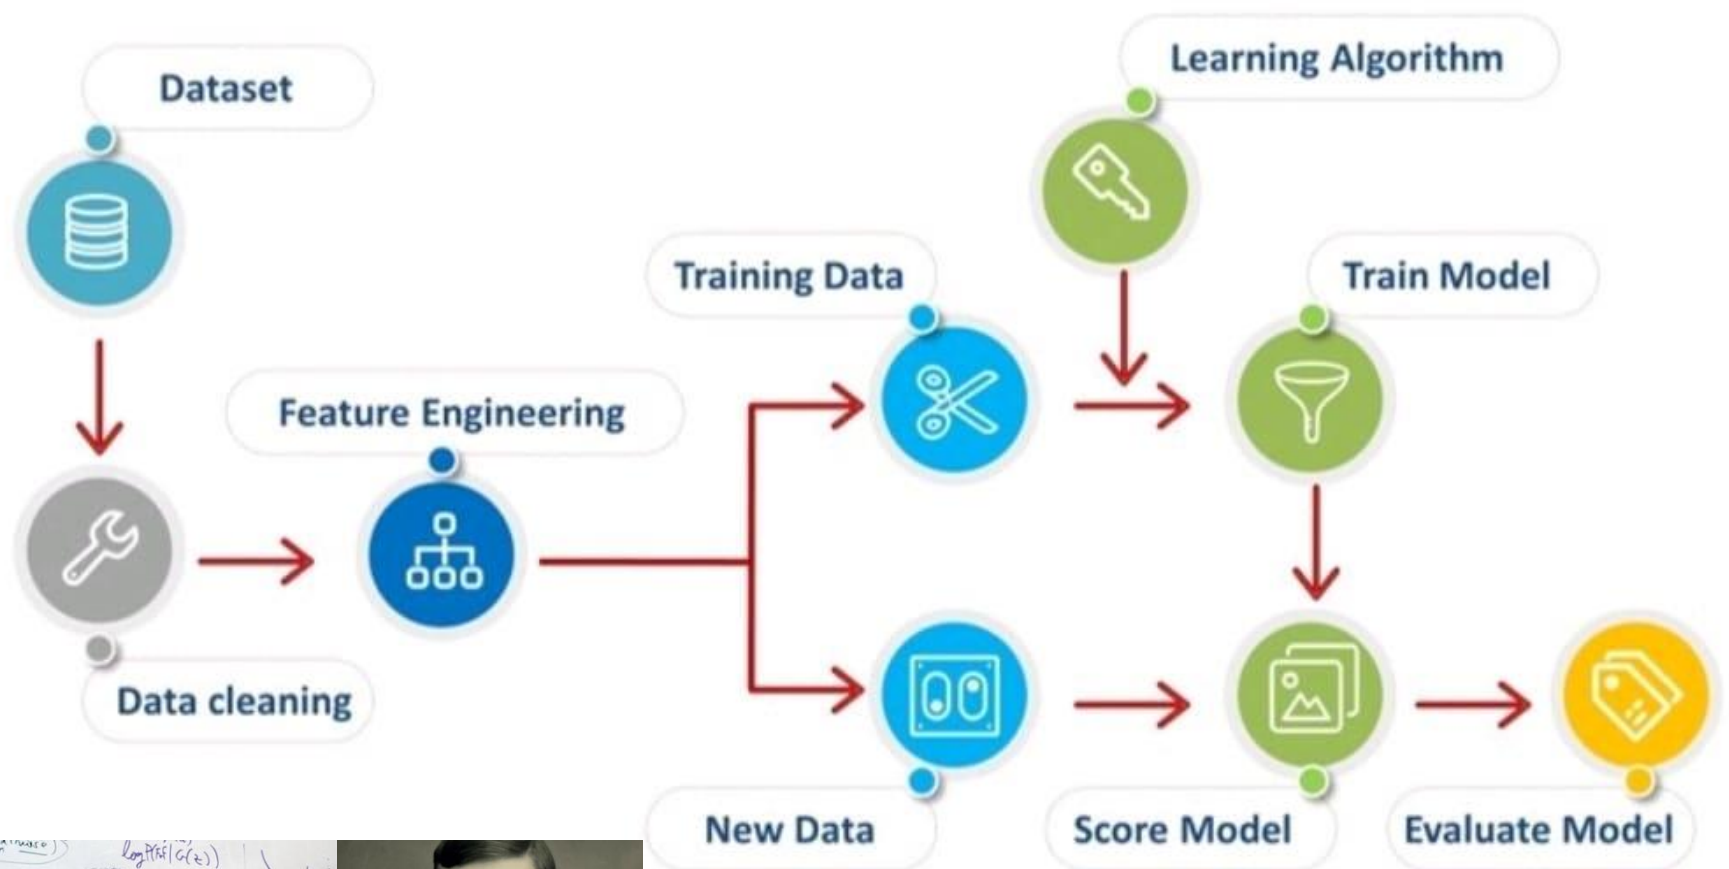 Dataset
Learning Algorithm
Training Data
Train Model
Feature Engineering
Data cleaning
New Data
Score Model
Evaluate Model